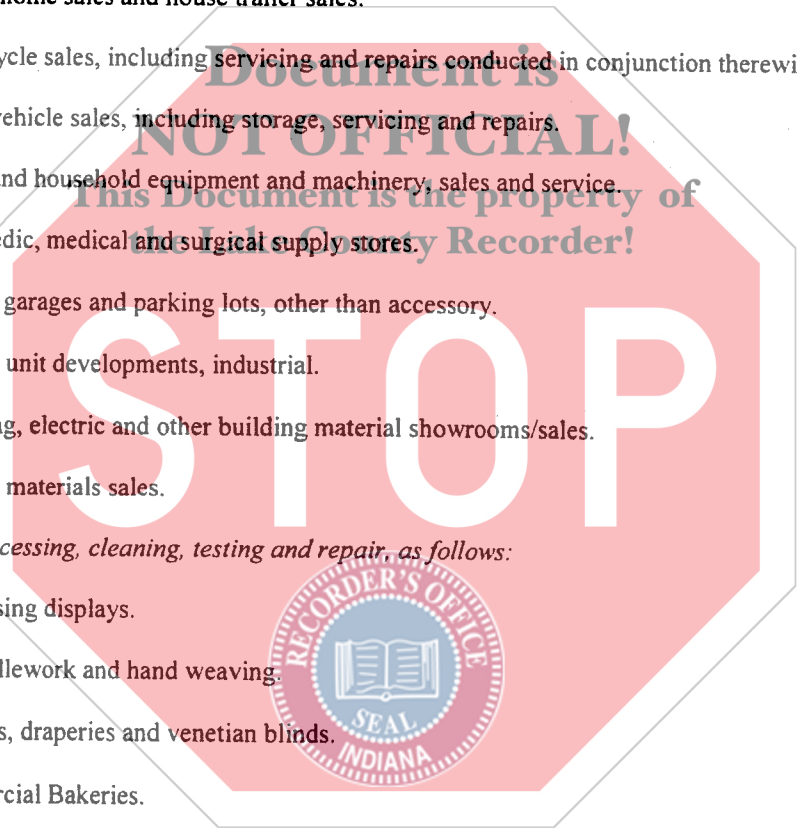 home sales and house trailer sales.
ycle sales, including servicing and repairs conducted in conjunction therewi
Document is
ehicle sales, including storage, servicing and repairs.
NOT OFFICIAL!
nd household equipment and machinery, sales and service.
This Document is the property of
edic, medical and surgical supply stores.
the Lake County Recorder!
garages and parking lots, other than accessory.
unit developments, industrial.
STOP
g, electric and other building material showrooms/sales.
materials sales.
cessing, cleaning, testing and repair, as follows:
RECORDER'S OFFICE
sing displays.
llework and hand weaving.
SEAL
s, draperies and venetian blinds.
INDIANA
rcial Bakeries.